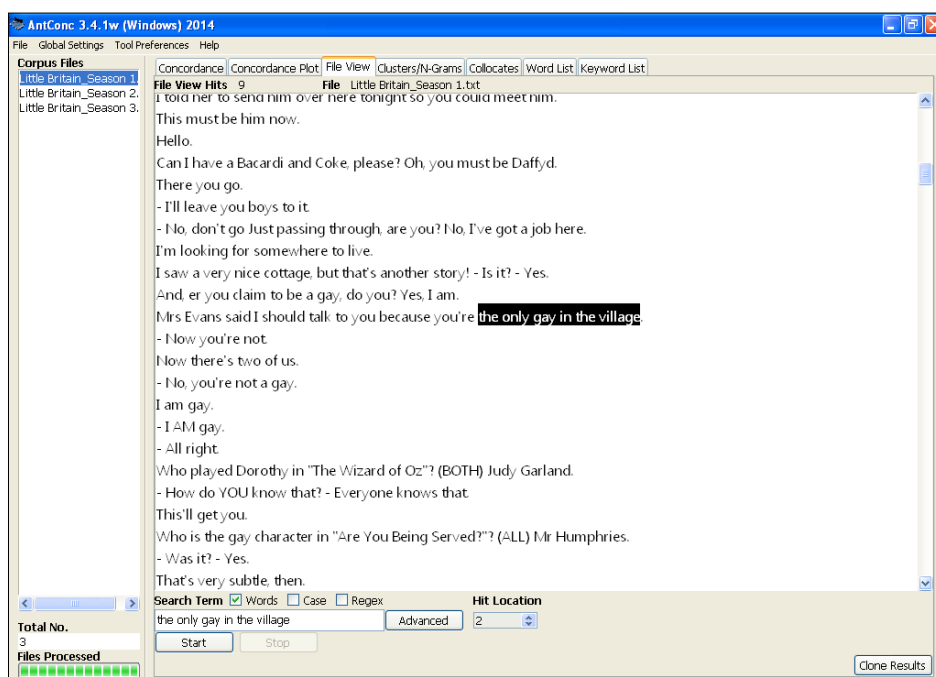 AntConc 3.4.1w (Windows) 2014
File Global Settings Tool Preferences Help
Corpus Files
Little Britain_Season 1.
Little Britain_Season 2.
Little Britain_Season 3.
Concordance Concordance Plot File View Clusters/N-Grams Collocates Word List Keyword List
File View Hits 9 File Little Britain_Season 1.txt
I told her to send him over here tonight so you could meet him.
This must be him now.
Hello.
Can I have a Bacardi and Coke, please? Oh, you must be Daffyd.
There you go.
- I'll leave you boys to it.
- No, don't go Just passing through, are you? No, I've got a job here.
I'm looking for somewhere to live.
I saw a very nice cottage, but that's another story! - Is it? - Yes.
And, er you claim to be a gay, do you? Yes, I am.
Mrs Evans said I should talk to you because you're the only gay in the village.
- Now you're not.
Now there's two of us.
- No, you're not a gay.
I am gay.
- I AM gay.
- All right.
Who played Dorothy in "The Wizard of Oz"? (BOTH) Judy Garland.
- How do YOU know that? - Everyone knows that.
This'll get you.
Who is the gay character in "Are You Being Served?"? (ALL) Mr Humphries.
- Was it? - Yes.
That's very subtle, then.
Search Term Words Case Regex Hit Location
the only gay in the village Advanced 2
Start Stop
Total No.
3
Files Processed
Clone Results